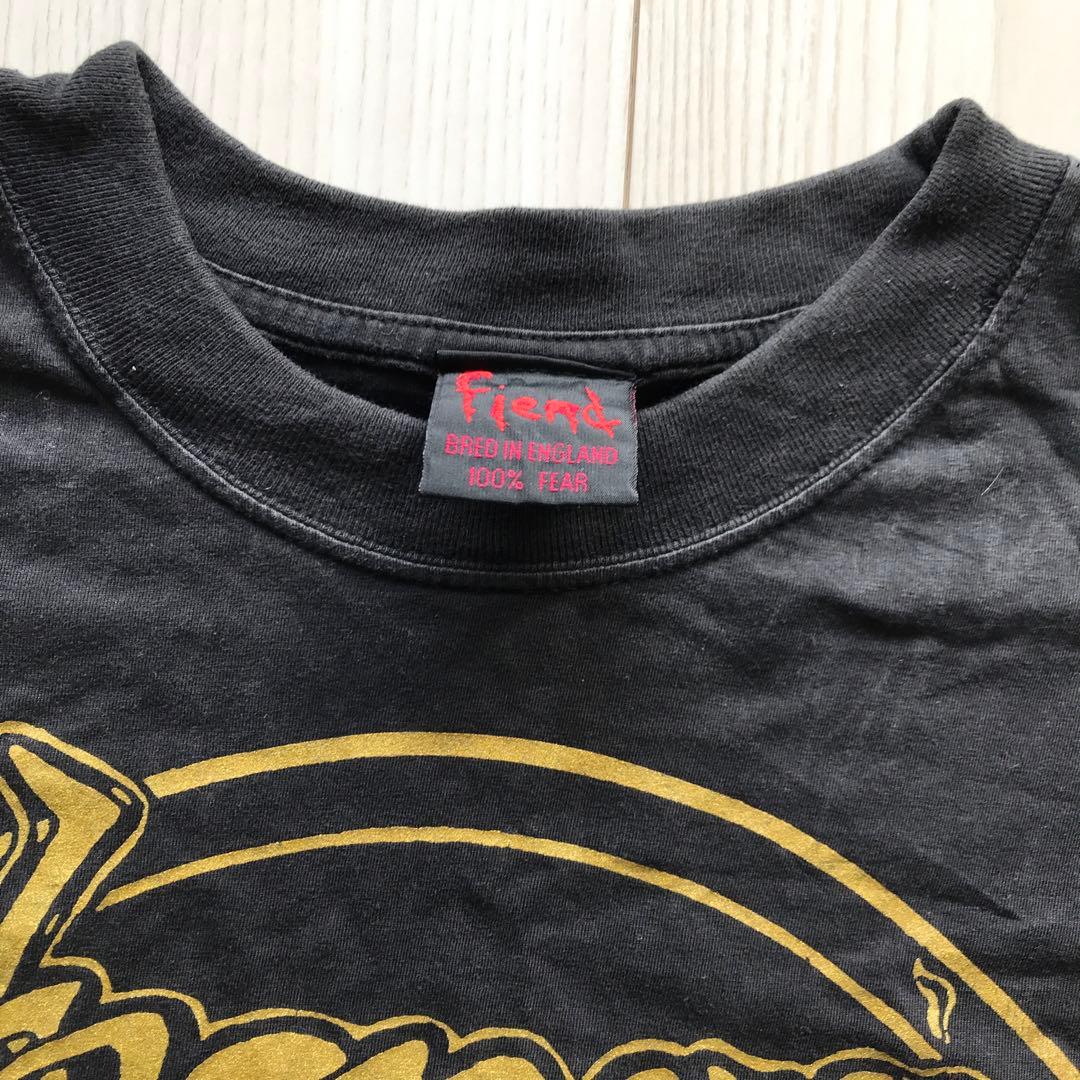 Fiend
BRED IN ENGLAND
100% FEAR